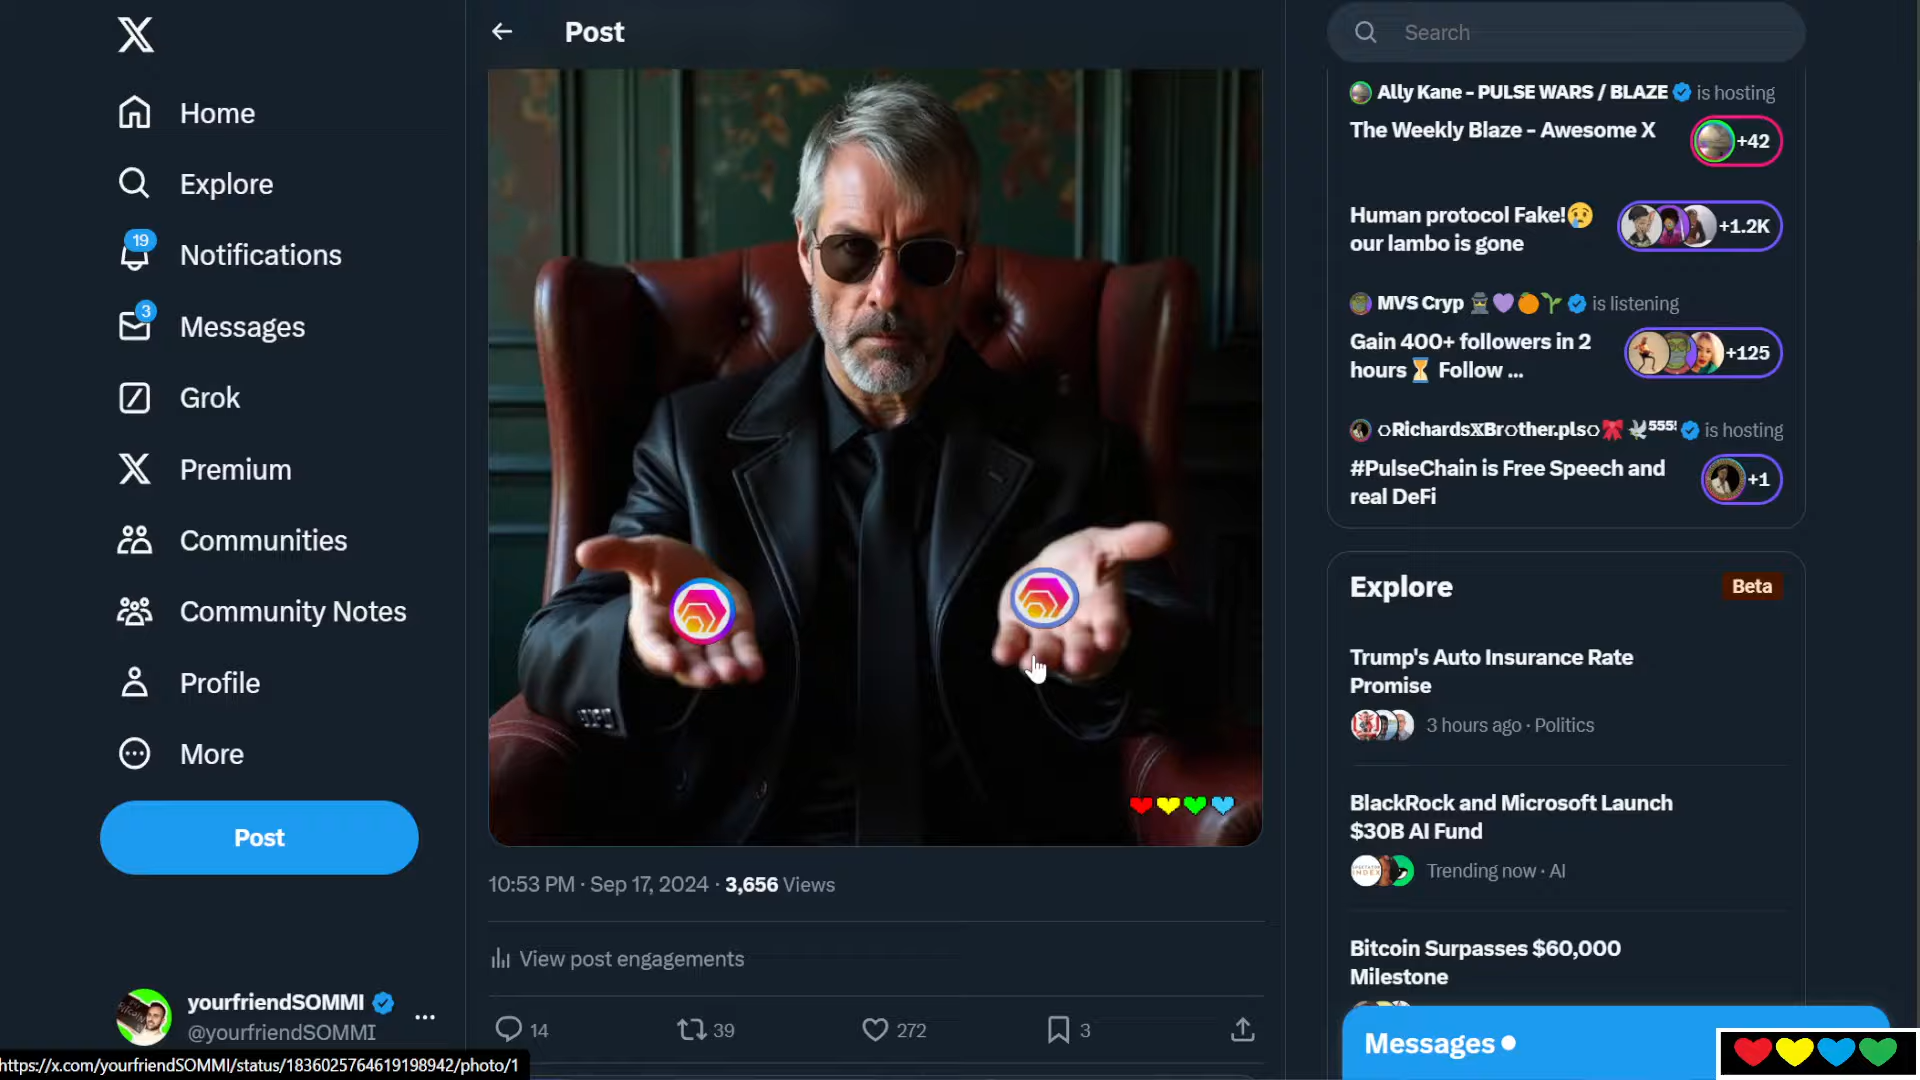 Home
Explore
19
Notifications
3
Messages
Grok
Premium
Communities
Community Notes
Profile
More
Post
yourfriendSOMMI
@yourfriendSOMMI
https://x.com/yourfriendSOMMI/status/1836025764619198942/photo/1
Post
10:53 PM · Sep 17, 2024 · 3,656 Views
View post engagements
14
39
272
3
Search
Ally Kane - PULSE WARS / BLAZE is hosting
The Weekly Blaze - Awesome X
+42
Human protocol Fake!😢
our lambo is gone
+1.2K
MVS Cryp is listening
Gain 400+ followers in 2
hours⏳ Follow ...
+125
RichardsXBrother.pls 555! is hosting
#PulseChain is Free Speech and
real DeFi
+1
Explore
Beta
Trump's Auto Insurance Rate
Promise
3 hours ago · Politics
BlackRock and Microsoft Launch
$30B AI Fund
Trending now · AI
Bitcoin Surpasses $60,000
Milestone
Messages